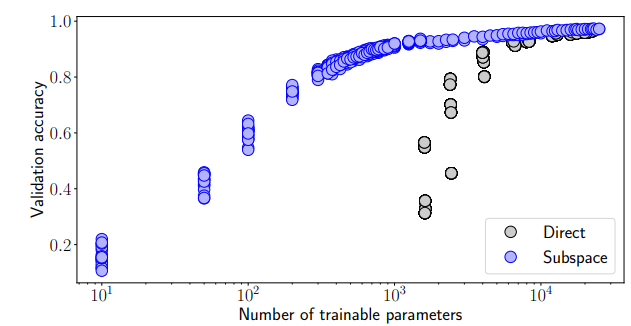 Validation accuracy
1.0
0.8
0.6
0.4
0.2
10¹
10²
10³
10⁴
Number of trainable parameters
Direct
Subspace